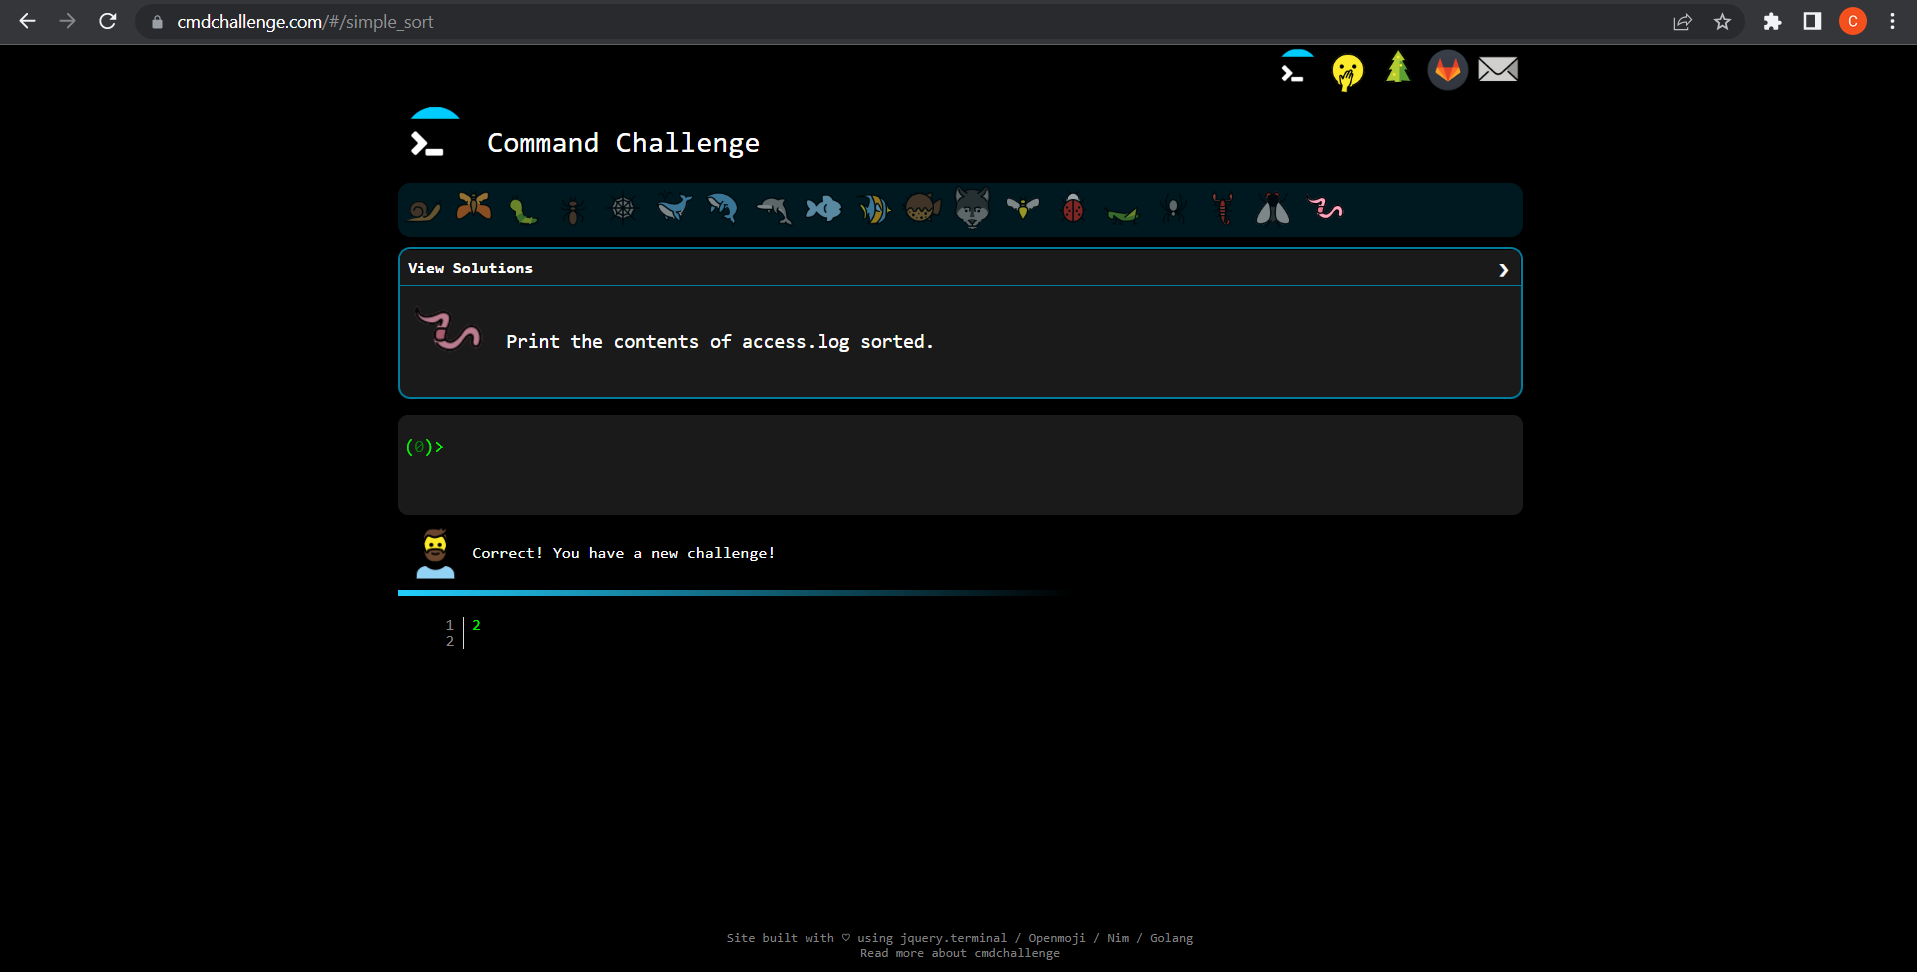 cmdchallenge.com/#/simple_sort
C
Command Challenge
View Solutions
Print the contents of access.log sorted.
(0)>
Correct! You have a new challenge!
1 2
2
Site built with ♡ using jquery.terminal / Openmoji / Nim / Golang
Read more about cmdchallenge